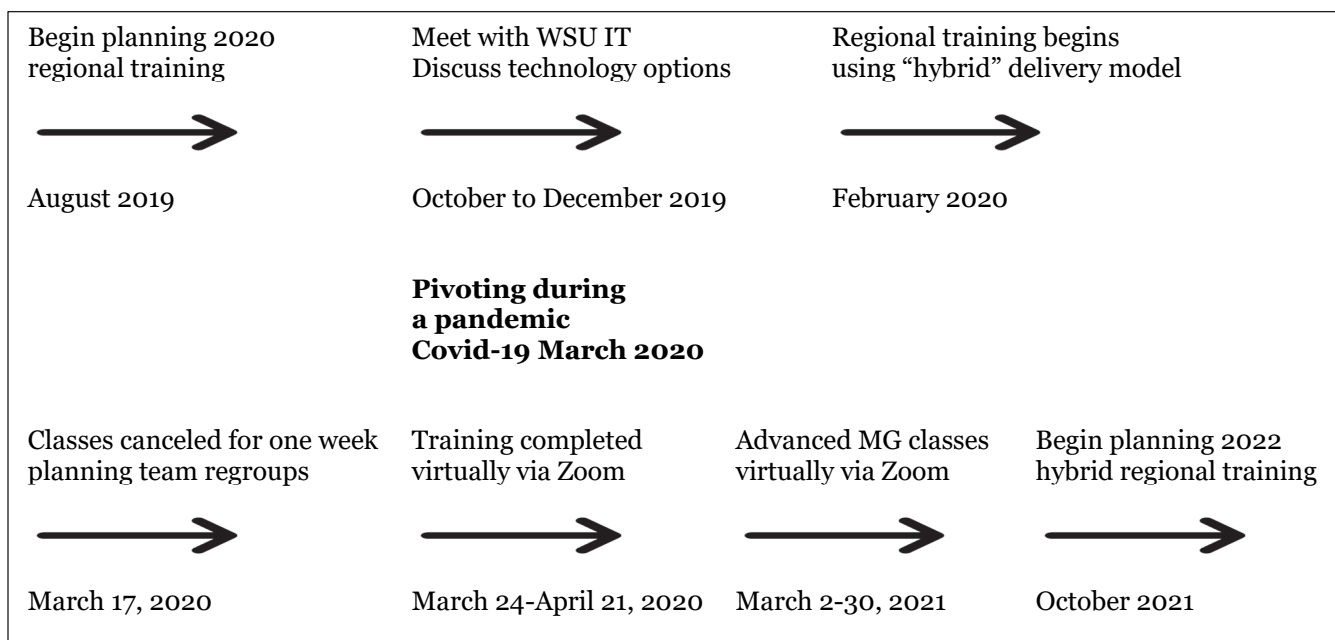 Begin planning 2020
regional training
Meet with WSU IT
Discuss technology options
Regional training begins
using “hybrid” delivery model
August 2019
October to December 2019
February 2020
Pivoting during
a pandemic
Covid-19 March 2020
Classes canceled for one week
planning team regroups
Training completed
virtually via Zoom
Advanced MG classes
virtually via Zoom
Begin planning 2022
hybrid regional training
March 17, 2020
March 24-April 21, 2020
March 2-30, 2021
October 2021